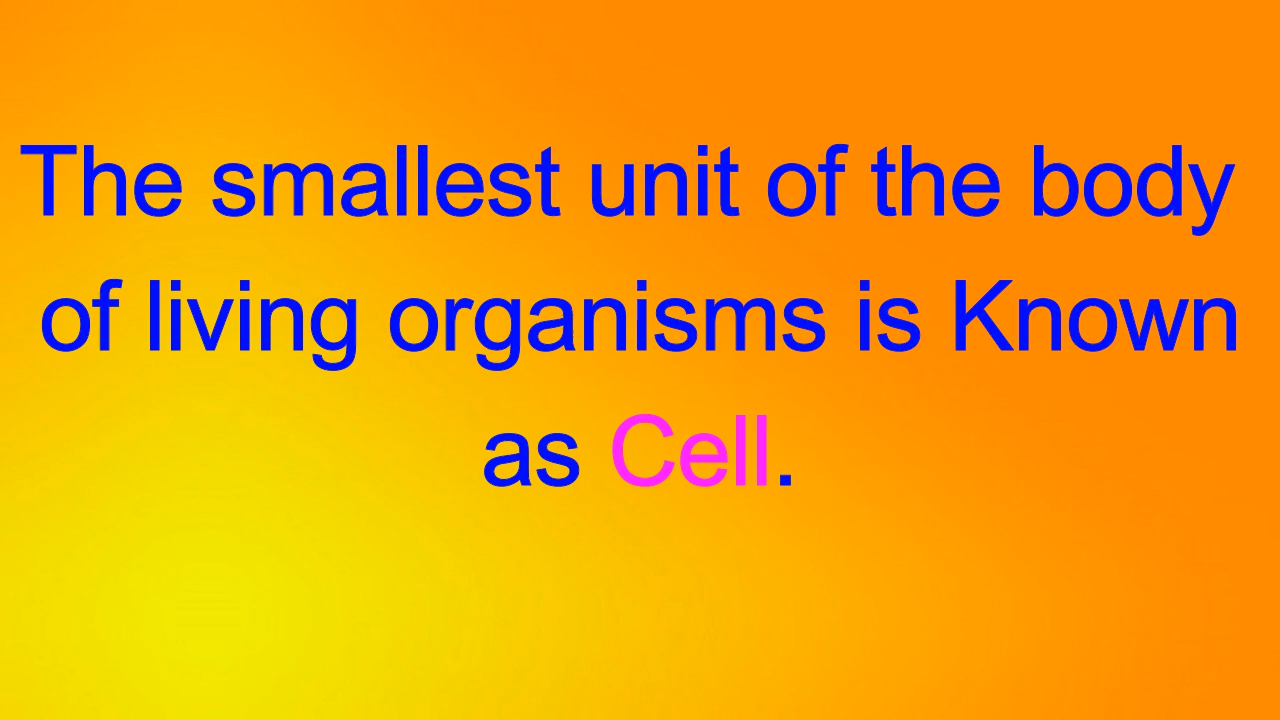 The smallest unit of the body
of living organisms is Known
as Cell.